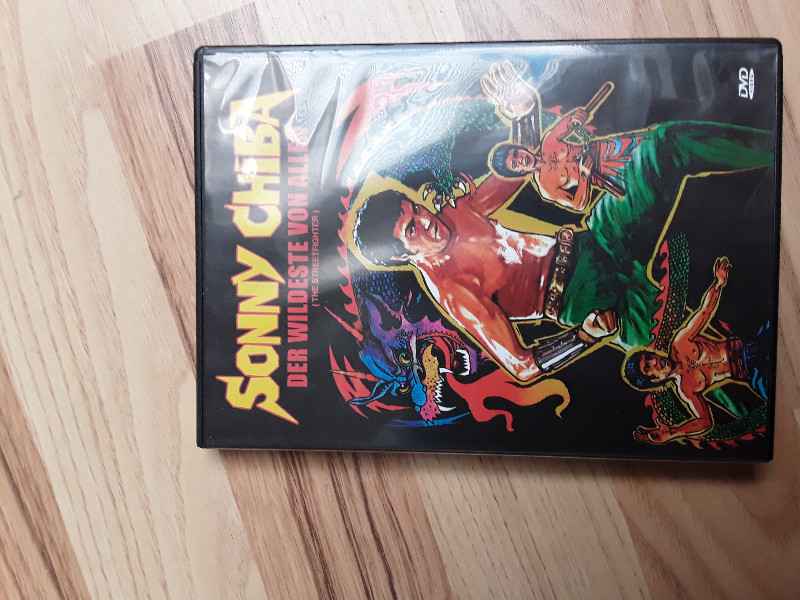 SONNY CHIBA
DER WILDESTE VON ALLEN
(THE STREETFIGHTER)
DVD